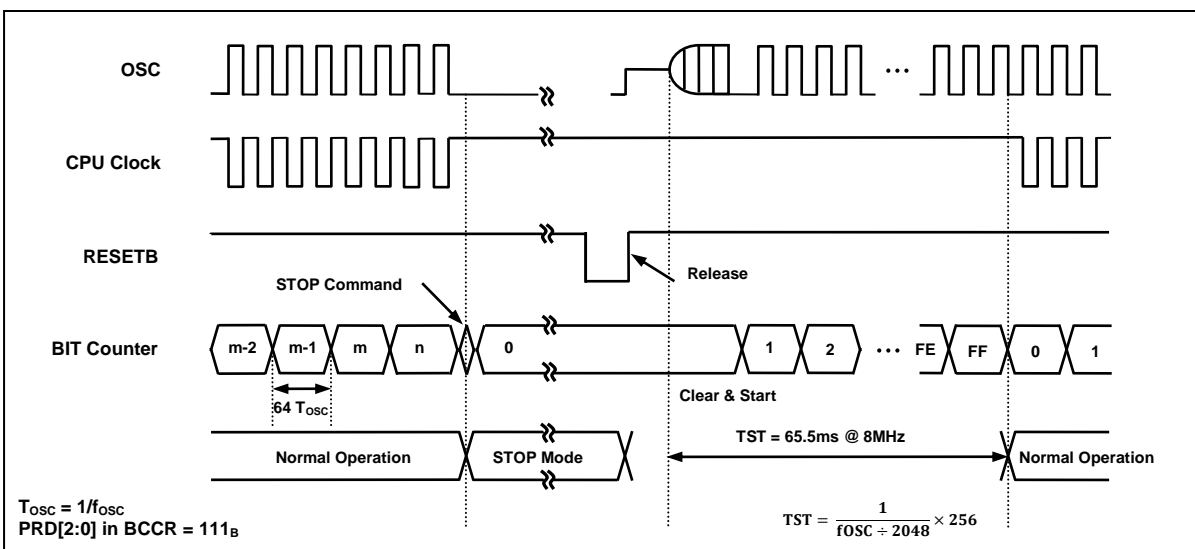 OSC
...
CPU Clock
RESETB
Release
STOP Command
BIT Counter
m-2 m-1 m n 0 1 2 ... FE FF 0 1
64 TOSC
Clear & Start
TST = 65.5ms @ 8MHz
Normal Operation STOP Mode Normal Operation
TOSC = 1/fOSC
PRD[2:0] in BCCR = 111B
TST = 1 / (fOSC ÷ 2048) × 256